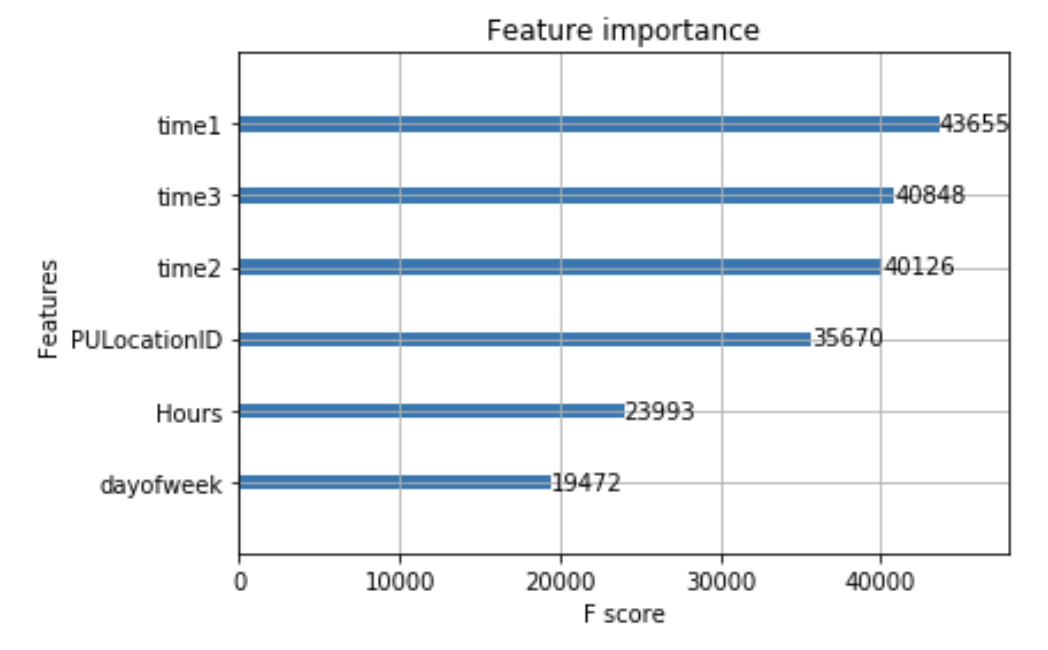 Feature importance
time1 43655
time3 40848
time2 40126
PULocationID 35670
Hours 23993
dayofweek 19472
Features
0 10000 20000 30000 40000
F score